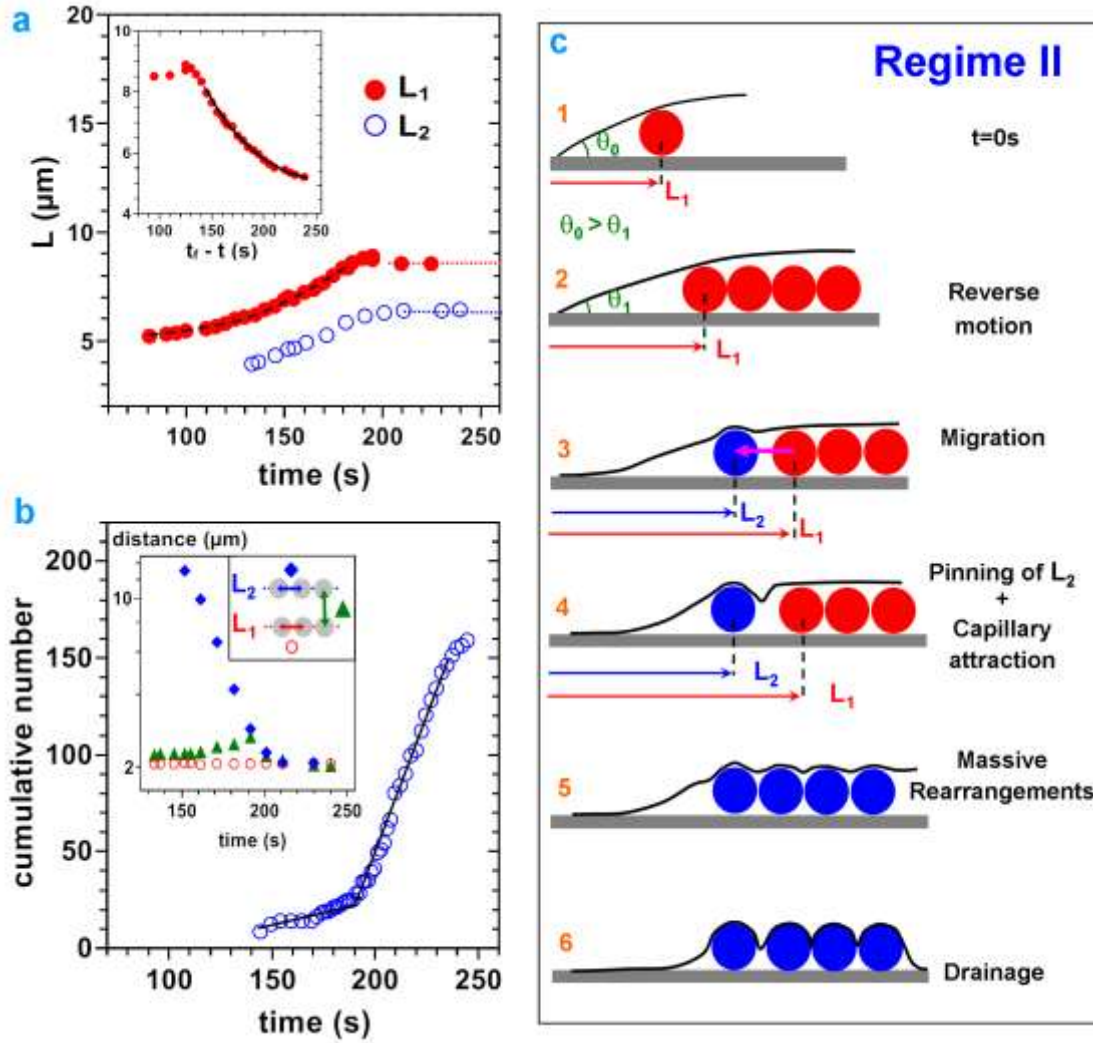 a
20
15
10
5
L (µm)
100
150
200
250
time (s)
10
8
6
4
100
150
200
250
t_f - t (s)
L₁
L₂
b
200
150
100
50
0
cumulative number
100
150
200
250
time (s)
distance (µm)
10
2
150
200
250
time (s)
L₂
L₁
c
Regime II
1
θ₀
t=0s
L₁
θ₀ > θ₁
2
θ₁
Reverse
motion
L₁
3
Migration
L₂
L₁
4
Pinning of L₂
+
Capillary
attraction
L₂
L₁
5
Massive
Rearrangements
6
Drainage